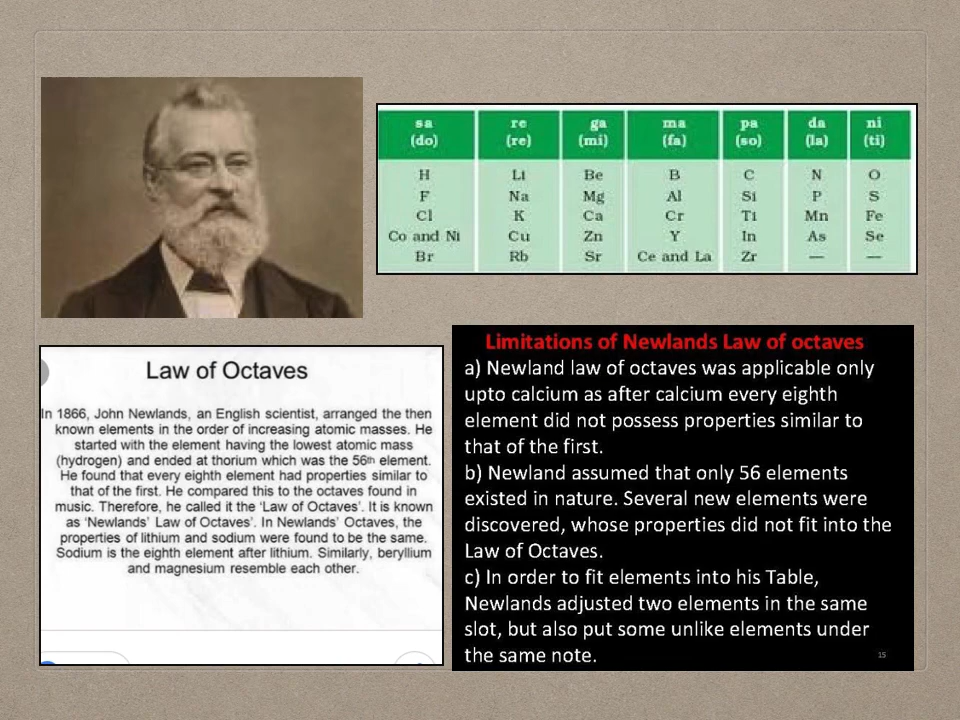 sa re ga ma pa da ni
(do) (re) (mi) (fa) (so) (la) (ti)
H Li Be B C N O
F Na Mg Al Si P S
Cl K Ca Cr Ti Mn Fe
Co and Ni Cu Zn Y In As Se
Br Rb Sr Ce and La Zr — —
Law of Octaves
In 1866, John Newlands, an English scientist, arranged the then
known elements in the order of increasing atomic masses. He
started with the element having the lowest atomic mass
(hydrogen) and ended at thorium which was the 56th element.
He found that every eighth element had properties similar to
that of the first. He compared this to the octaves found in
music. Therefore, he called it the ‘Law of Octaves’. It is known
as ‘Newlands’ Law of Octaves’. In Newlands’ Octaves, the
properties of lithium and sodium were found to be the same.
Sodium is the eighth element after lithium. Similarly, beryllium
and magnesium resemble each other.
Limitations of Newlands Law of octaves
a) Newland law of octaves was applicable only
upto calcium as after calcium every eighth
element did not possess properties similar to
that of the first.
b) Newland assumed that only 56 elements
existed in nature. Several new elements were
discovered, whose properties did not fit into the
Law of Octaves.
c) In order to fit elements into his Table,
Newlands adjusted two elements in the same
slot, but also put some unlike elements under
the same note.
15